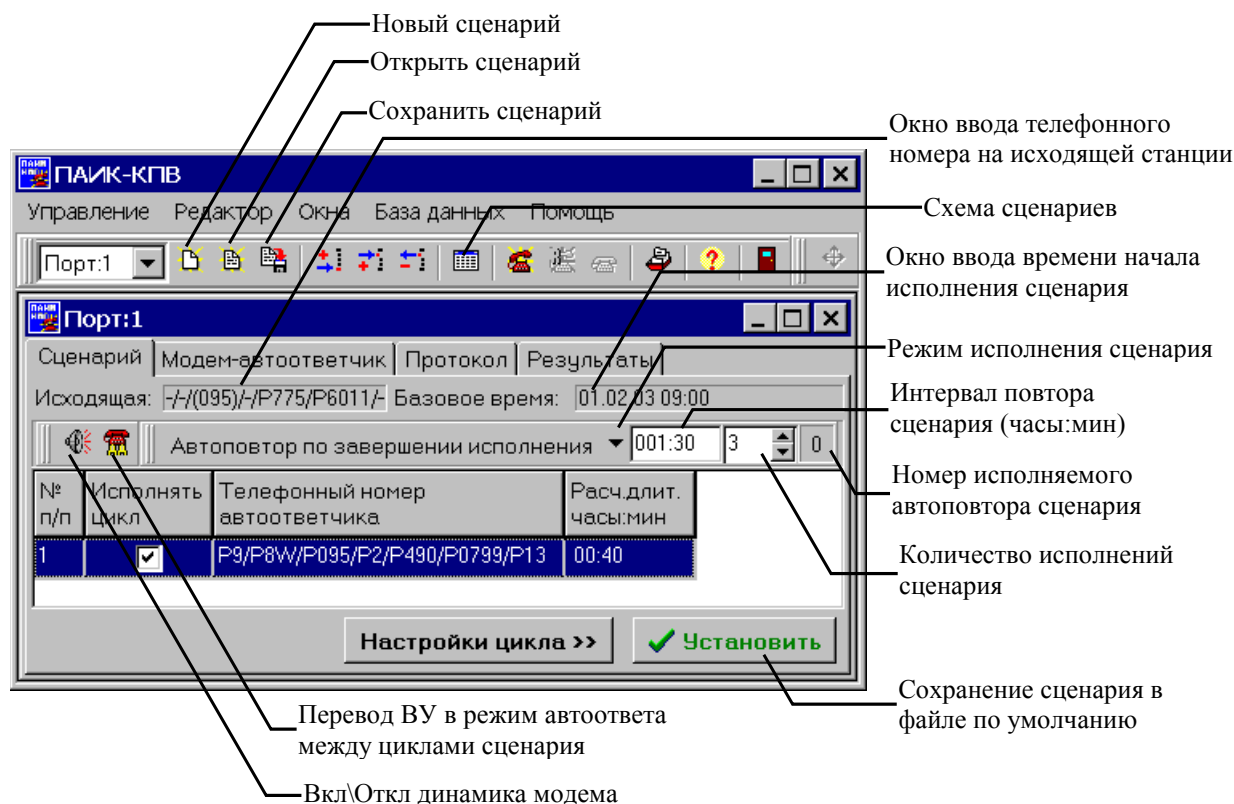 Новый сценарий
Открыть сценарий
Сохранить сценарий
Окно ввода телефонного
номера на исходящей станции
ПАИК-КПВ
Управление Редактор Окна База данных Помощь
Схема сценариев
Порт:1
Окно ввода времени начала
исполнения сценария
Порт:1
Сценарий Модем-автоответчик Протокол Результаты
Режим исполнения сценария
Исходящая: -/-/(095)/-/P775/P6011/- Базовое время: 01.02.03 09:00
Интервал повтора
сценария (часы:мин)
Автоповтор по завершении исполнения 001:30 3 0
Номер исполняемого
автоповтора сценария
№ п/п Исполнять цикл Телефонный номер автоответчика Расч.длит. часы:мин
1 P9/P8W/P095/P2/P490/P0799/P13 00:40
Количество исполнений
сценария
Настройки цикла >> Установить
Сохранение сценария в
файле по умолчанию
Перевод ВУ в режим автоответа
между циклами сценария
Вкл\Откл динамика модема